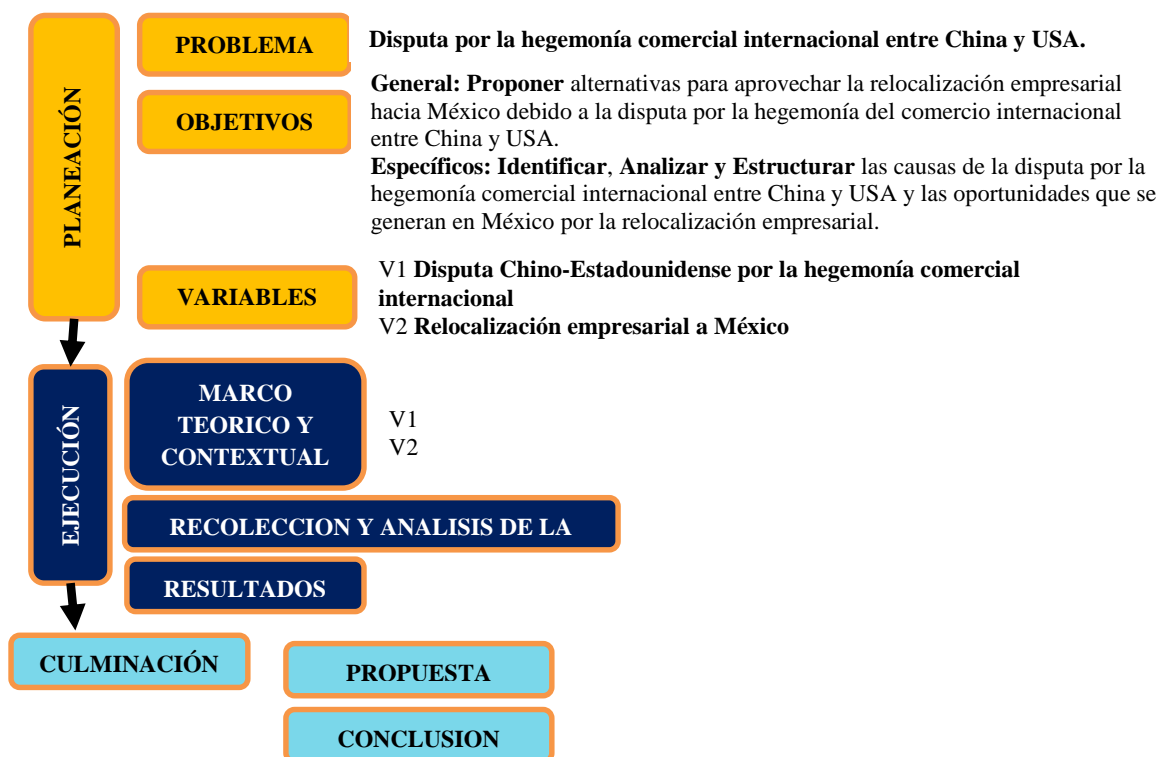 PLANEACIÓN
PROBLEMA
Disputa por la hegemonía comercial internacional entre China y USA.
OBJETIVOS
General: Proponer alternativas para aprovechar la relocalización empresarial
hacia México debido a la disputa por la hegemonía del comercio internacional
entre China y USA.
Específicos: Identificar, Analizar y Estructurar las causas de la disputa por la
hegemonía comercial internacional entre China y USA y las oportunidades que se
generan en México por la relocalización empresarial.
VARIABLES
V1 Disputa Chino-Estadounidense por la hegemonía comercial
internacional
V2 Relocalización empresarial a México
EJECUCIÓN
MARCO
TEORICO Y
CONTEXTUAL
V1
V2
RECOLECCION Y ANALISIS DE LA
RESULTADOS
CULMINACIÓN
PROPUESTA
CONCLUSION